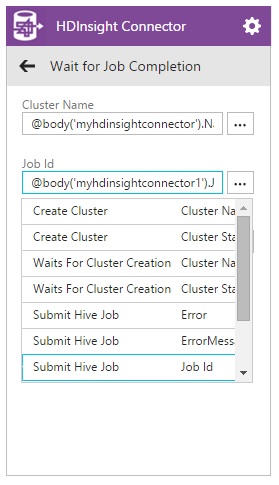 HDInsight Connector
Wait for Job Completion
Cluster Name
@body('myhdinsightconnector').N
...
Job Id
@body('myhdinsightconnector1').J
...
Create Cluster Cluster Na
Create Cluster Cluster Sta
Waits For Cluster Creation Cluster Na
Waits For Cluster Creation Cluster Sta
Submit Hive Job Error
Submit Hive Job ErrorMess
Submit Hive Job Job Id